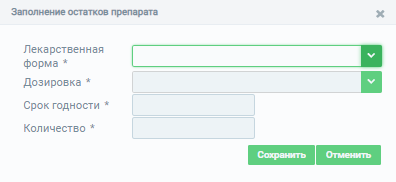 Заполнение остатков препарата
Лекарственная
форма *
Дозировка *
Срок годности *
Количество *
Сохранить Отменить